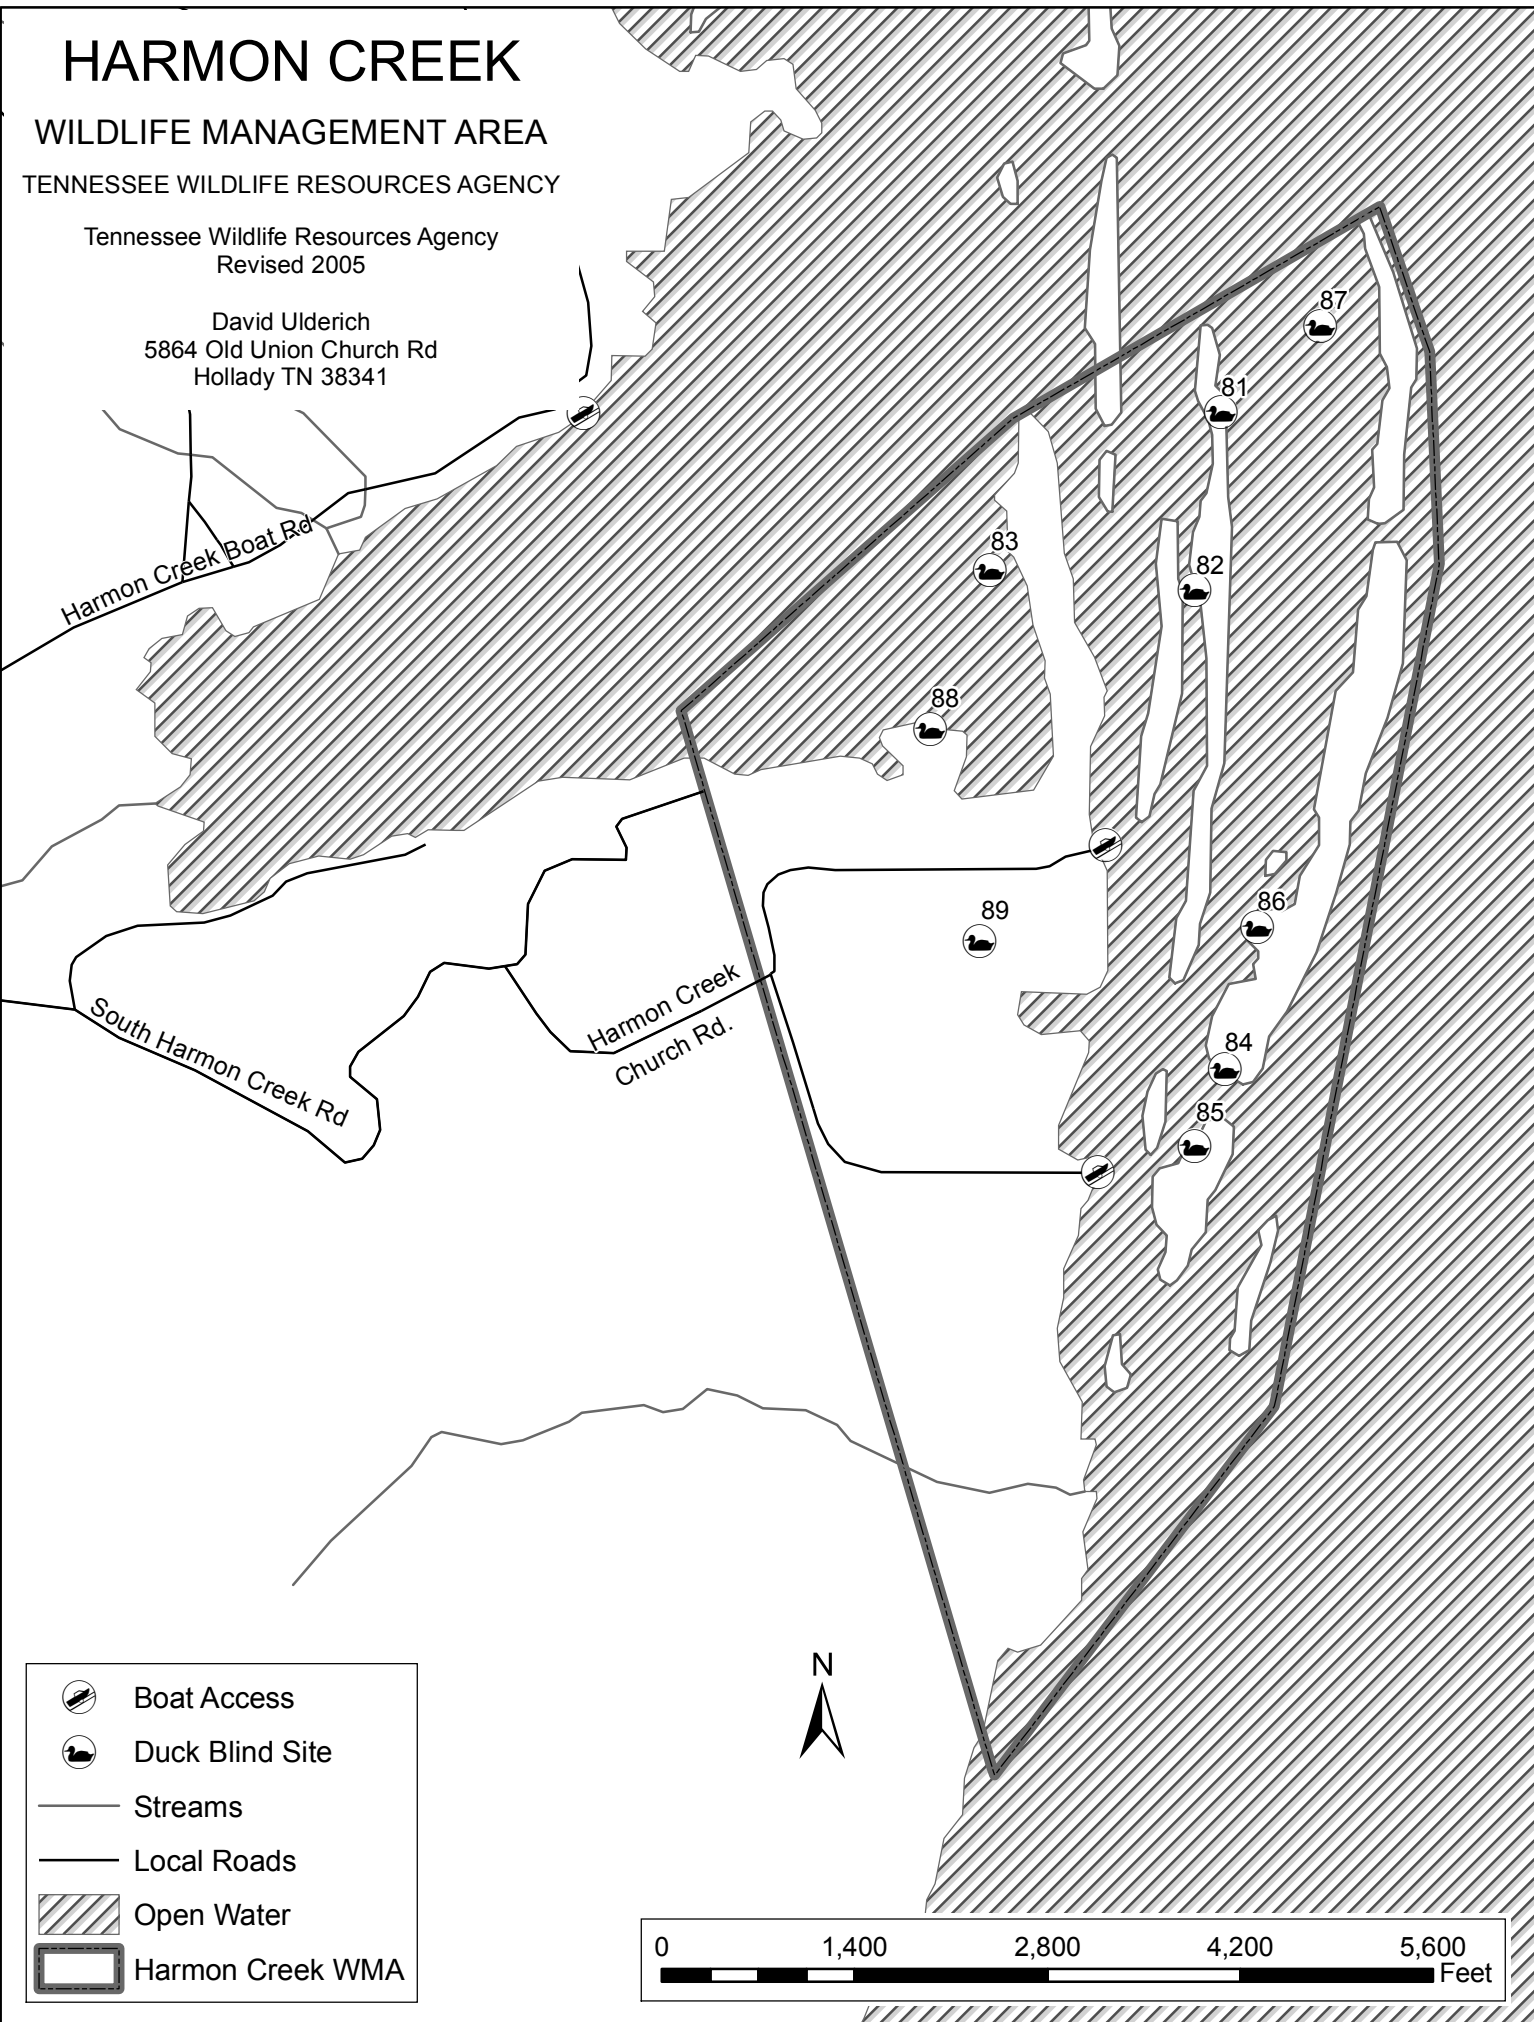 HARMON CREEK
WILDLIFE MANAGEMENT AREA
TENNESSEE WILDLIFE RESOURCES AGENCY
Tennessee Wildlife Resources Agency
Revised 2005
David Ulderich
5864 Old Union Church Rd
Hollady TN 38341
87
81
83
82
Harmon Creek Boat Rd
88
89
86
Harmon Creek
Church Rd.
South Harmon Creek Rd
84
85
N
Boat Access
Duck Blind Site
Streams
Local Roads
Open Water
Harmon Creek WMA
0 1,400 2,800 4,200 5,600
Feet